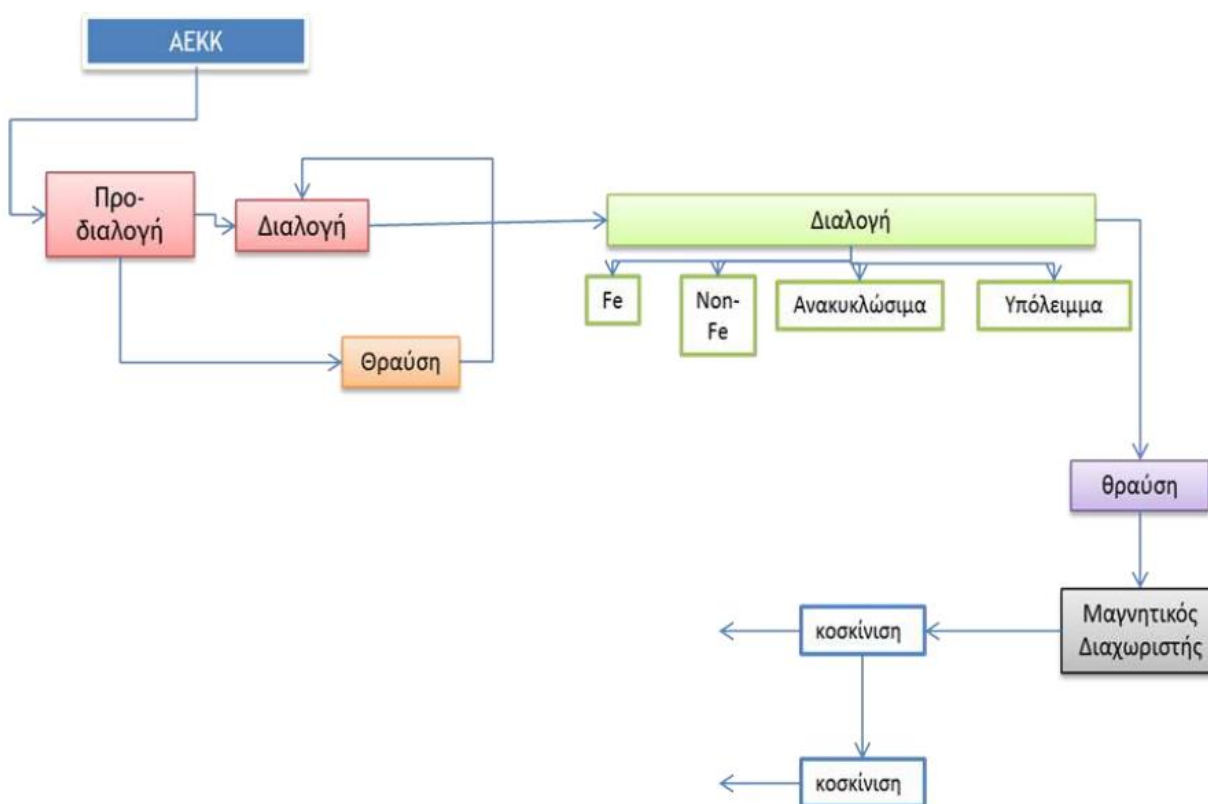 ΑΕΚΚ
Προ-
διαλογή
Διαλογή
Διαλογή
Fe
Non-
Fe
Ανακυκλώσιμα
Υπόλειμμα
Θραύση
θραύση
Μαγνητικός
Διαχωριστής
κοσκίνιση
κοσκίνιση